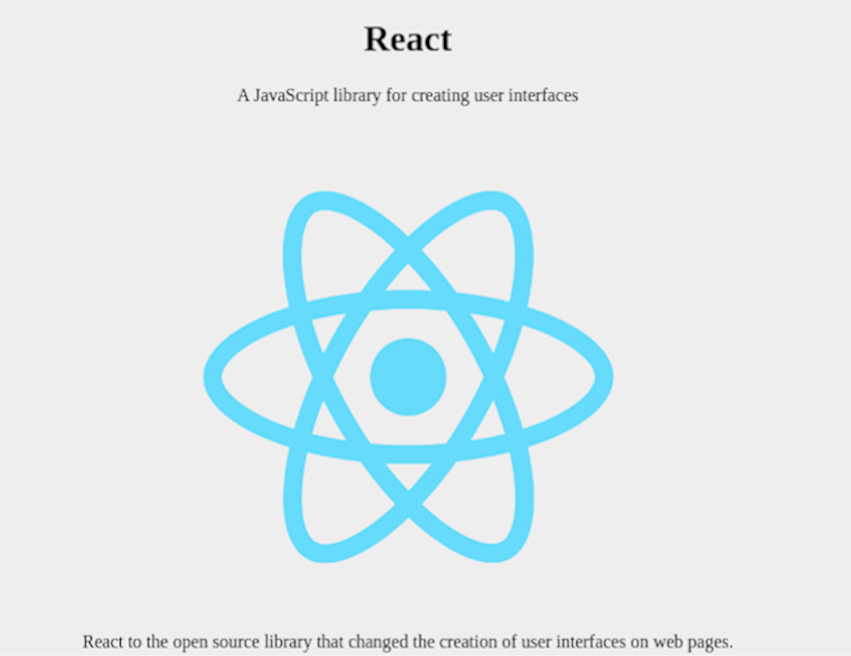 React
A JavaScript library for creating user interfaces
React to the open source library that changed the creation of user interfaces on web pages.